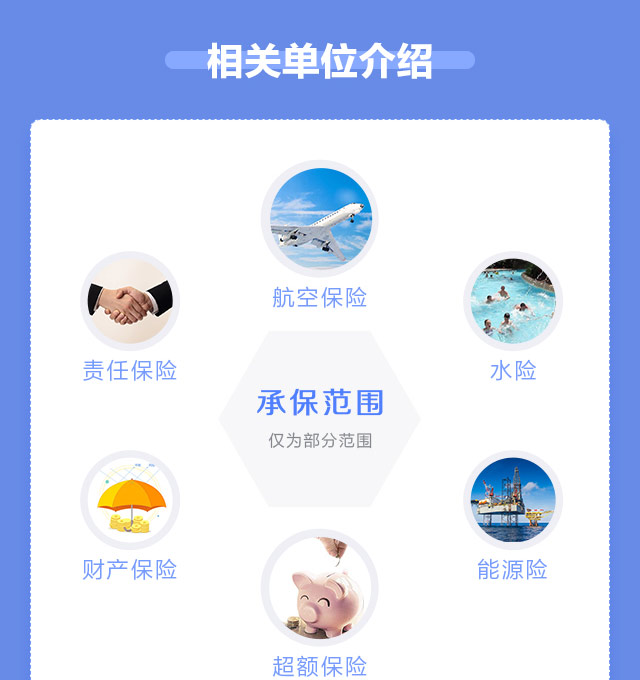 相关单位介绍
航空保险
责任保险
水险
承保范围
仅为部分范围
财产保险
能源险
超额保险